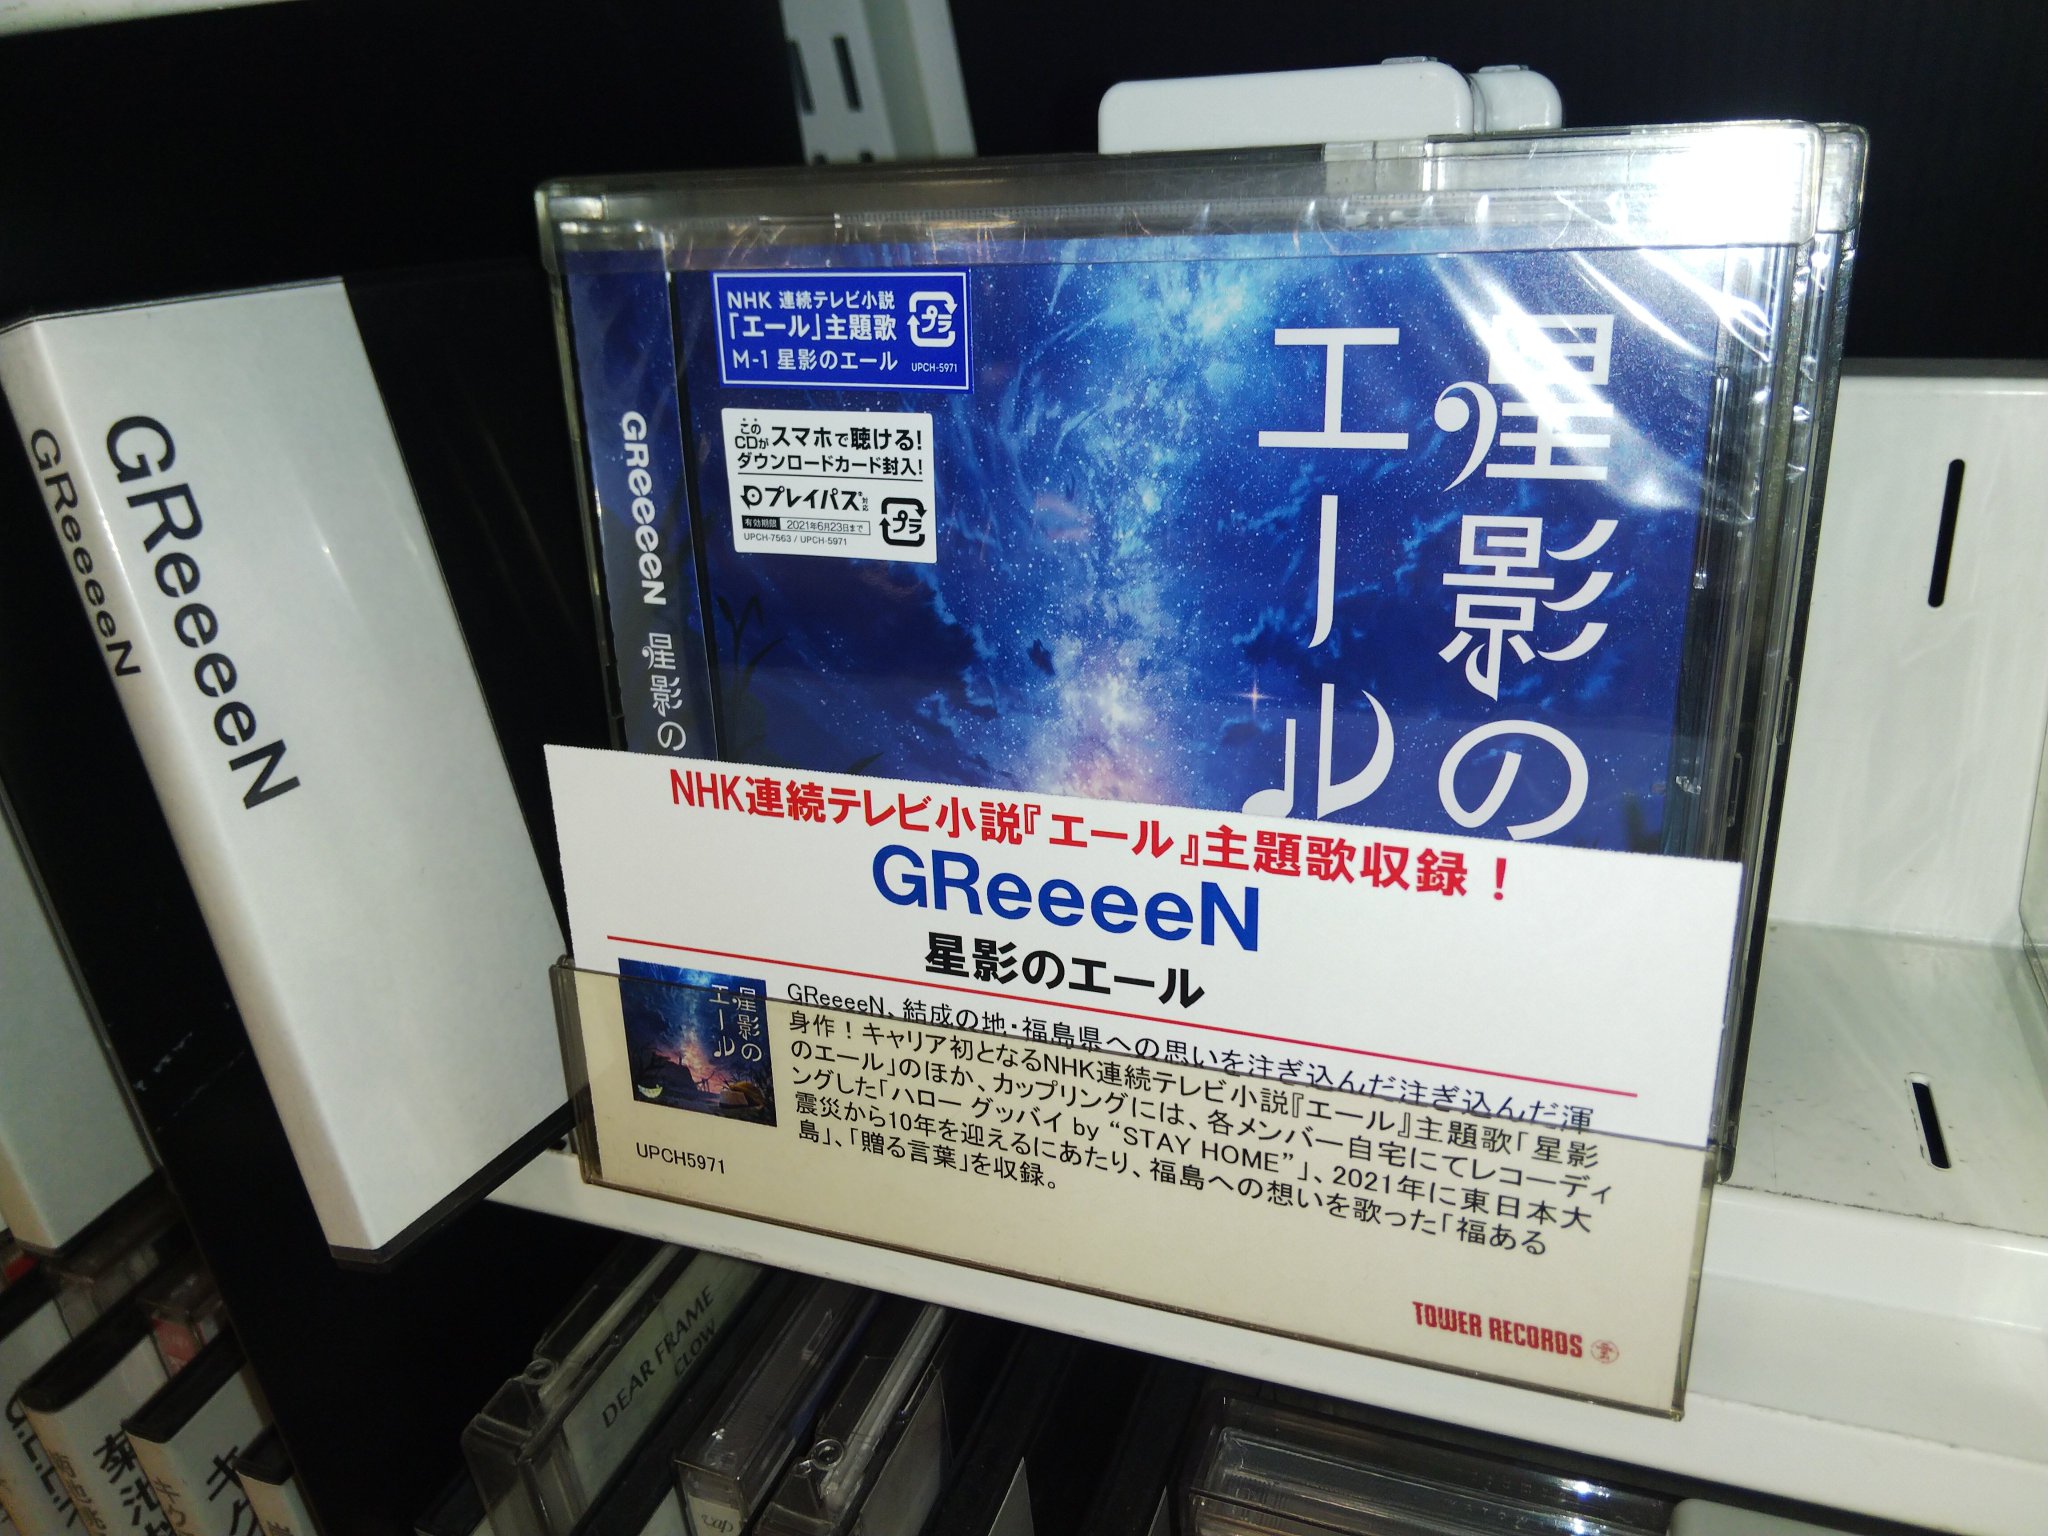 GReeeeN
GReeeeN
NHK 連続テレビ小説
「エール」主題歌
M-1 星影のエール
プラ
UPCH-5971
このCDがスマホで聴ける!
ダウンロードカード封入!
プレイパス®対応
有効期限 2021年6月23日まで
UPCH-7563 / UPCH-5971
プラ
GReeeeN 星影の
星影の
エール
NHK連続テレビ小説『エール』主題歌収録！
GReeeeN
星影のエール
星影の
エール
GReeeeN、結成の地・福島県への思いを注ぎ込んだ注ぎ込んだ渾
身作！キャリア初となるNHK連続テレビ小説『エール』主題歌「星影
のエール」のほか、カップリングには、各メンバー自宅にてレコーディ
ングした「ハロー グッバイ by “STAY HOME”」、2021年に東日本大
震災から10年を迎えるにあたり、福島への想いを歌った「福ある
島」、「贈る言葉」を収録。
UPCH5971
TOWER RECORDS
DEAR FRAME
CLOW